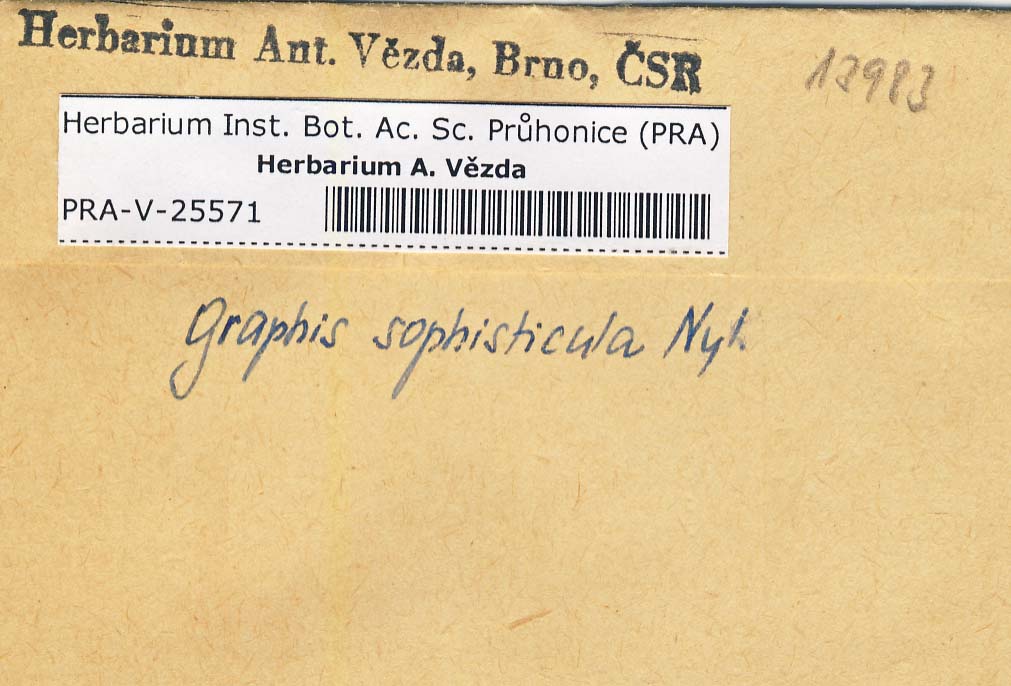 Herbarium Ant. Vězda, Brno, ČSR
13983
Herbarium Inst. Bot. Ac. Sc. Průhonice (PRA)
Herbarium A. Vězda
PRA-V-25571
Graphis sophisticula Nyl.